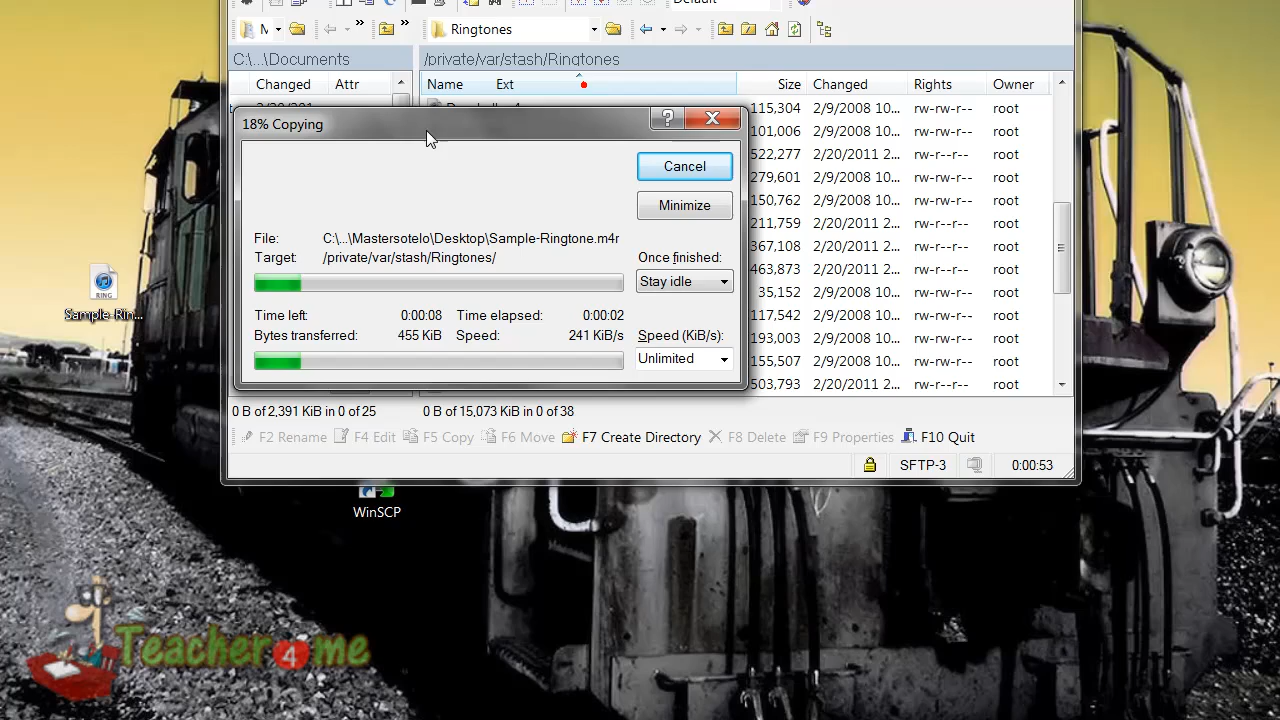 Default
M
Ringtones
C:\...\Documents
/private/var/stash/Ringtones
Changed Attr
Name Ext Size Changed Rights Owner
115,304 2/9/2008 10... rw-rw-r-- root
18% Copying
101,006 2/9/2008 10... rw-rw-r-- root
522,277 2/20/2011 2... rw-r--r-- root
Cancel
279,601 2/9/2008 10... rw-rw-r-- root
150,762 2/9/2008 10... rw-rw-r-- root
Minimize
211,759 2/20/2011 2... rw-r--r-- root
File: C:\...\Mastersotelo\Desktop\Sample-Ringtone.m4r
367,108 2/20/2011 2... rw-r--r-- root
Target: /private/var/stash/Ringtones/ Once finished:
463,873 2/20/2011 2... rw-r--r-- root
Stay idle
35,152 2/9/2008 10... rw-rw-r-- root
Time left: 0:00:08 Time elapsed: 0:00:02
117,542 2/9/2008 10... rw-rw-r-- root
Bytes transferred: 455 KiB Speed: 241 KiB/s Speed (KiB/s):
193,003 2/9/2008 10... rw-rw-r-- root
Unlimited
155,507 2/9/2008 10... rw-rw-r-- root
503,793 2/20/2011 2... rw-r--r-- root
0 B of 2,391 KiB in 0 of 25
0 B of 15,073 KiB in 0 of 38
F2 Rename F4 Edit F5 Copy F6 Move F7 Create Directory F8 Delete F9 Properties F10 Quit
SFTP-3 0:00:53
RING
Sample-Rin...
WinSCP
Teacher 4 me